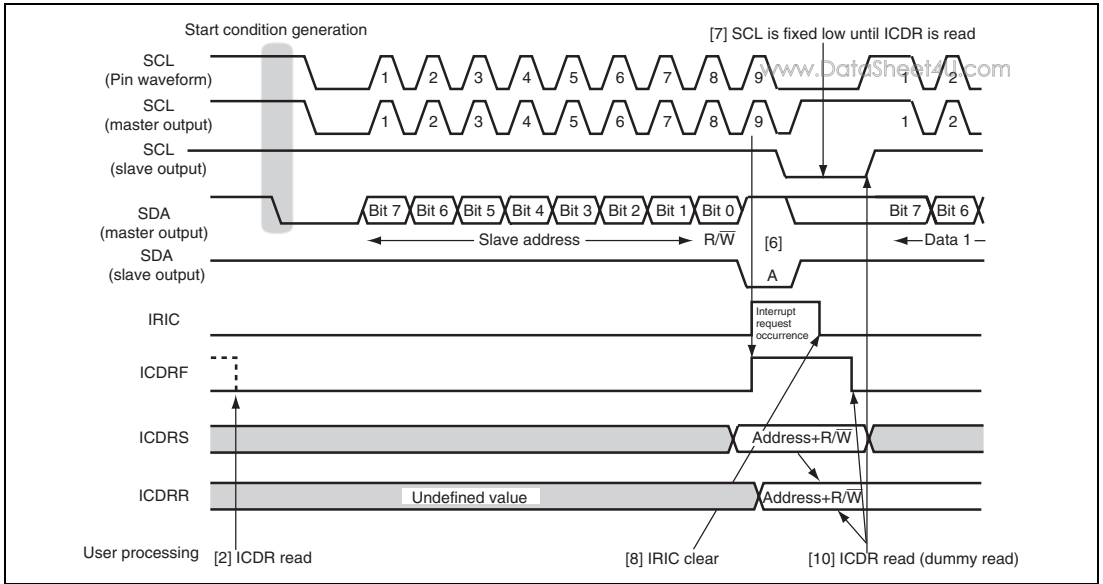 Start condition generation
[7] SCL is fixed low until ICDR is read
www.DataSheet4U.com
SCL
(Pin waveform)
1 2 3 4 5 6 7 8 9 1 2
SCL
(master output)
1 2 3 4 5 6 7 8 9 1 2
SCL
(slave output)
SDA
(master output)
Bit 7 Bit 6 Bit 5 Bit 4 Bit 3 Bit 2 Bit 1 Bit 0 Bit 7 Bit 6
Slave address R/W̅ [6] Data 1
SDA
(slave output)
A
IRIC
Interrupt
request
occurrence
ICDRF
ICDRS
Address+R/W̅
ICDRR
Undefined value
Address+R/W̅
User processing
[2] ICDR read
[8] IRIC clear
[10] ICDR read (dummy read)